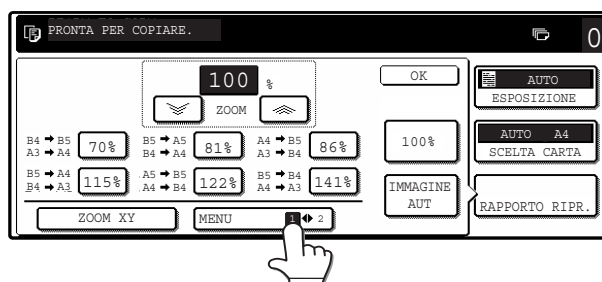 PRONTA PER COPIARE.
0
100 %
ZOOM
OK
AUTO
ESPOSIZIONE
B4 → B5
A3 → A4
70%
B5 → A5
B4 → A4
81%
A4 → B5
A3 → B4
86%
100%
AUTO A4
SCELTA CARTA
B5 → A4
B4 → A3
115%
A5 → B5
A4 → B4
122%
B5 → B4
A4 → A3
141%
IMMAGINE
AUT
RAPPORTO RIPR.
ZOOM XY
MENU
1 2